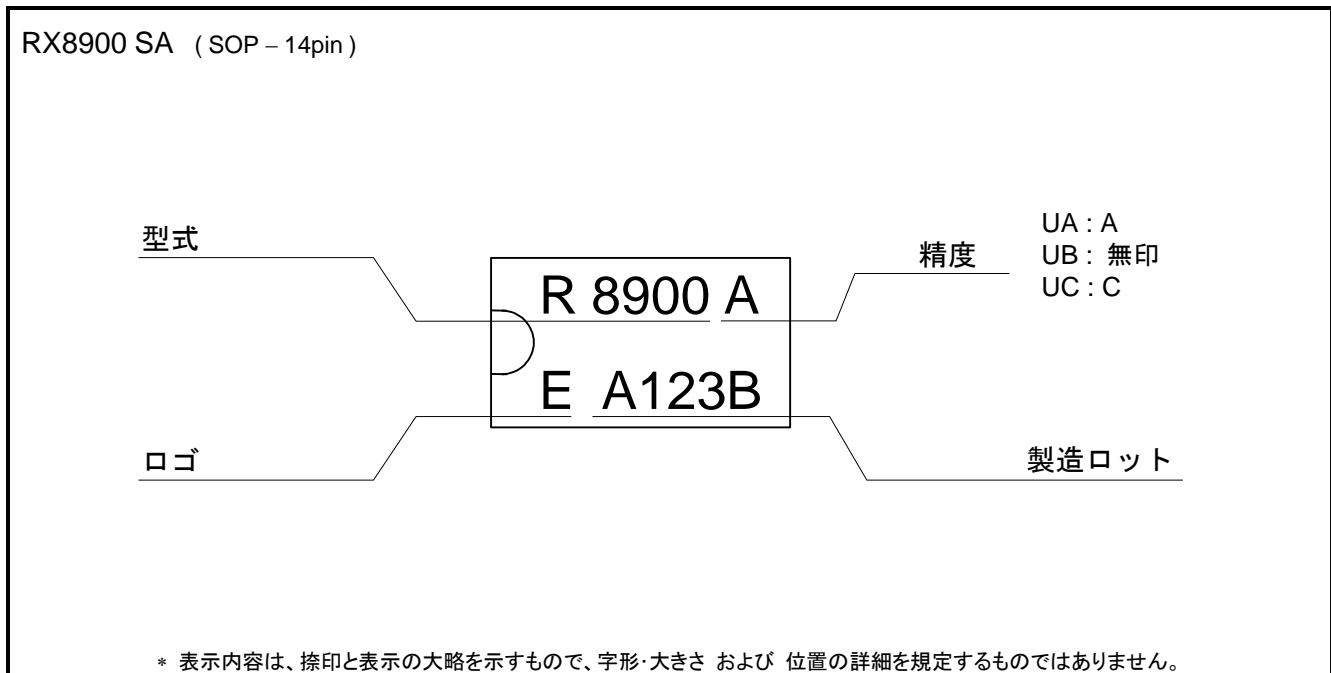 RX8900 SA ( SOP – 14pin )
型式
R 8900 A
精度
UA : A
UB : 無印
UC : C
E A123B
ロゴ
製造ロット
* 表示内容は、捺印と表示の大略を示すもので、字形･大きさ および 位置の詳細を規定するものではありません。